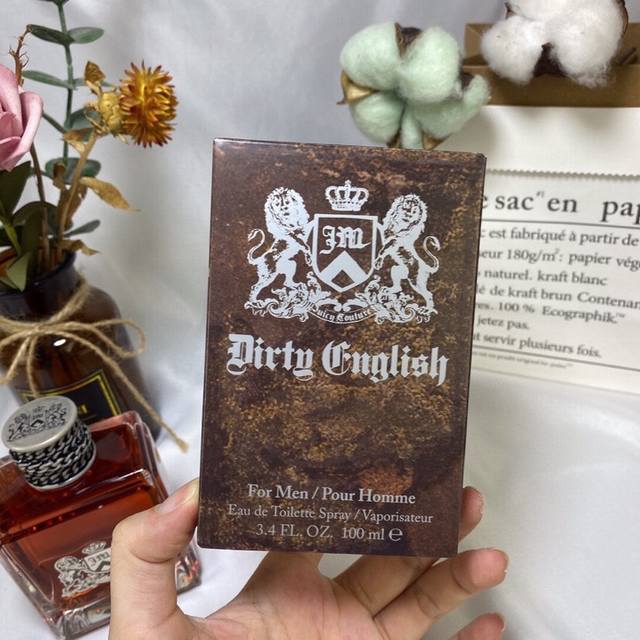 JM
Juicy Couture
Dirty English
For Men / Pour Homme
Eau de Toilette Spray / Vaporisateur
3.4 FL. OZ. 100 ml ℮
e sac en pap
c est fabriqué à partir de
180g/m²: papier végé
naturel. kraft blanc
de kraft brun Contenan
100 % Ecographik™
jetez pas.
t servir plusieurs fois.